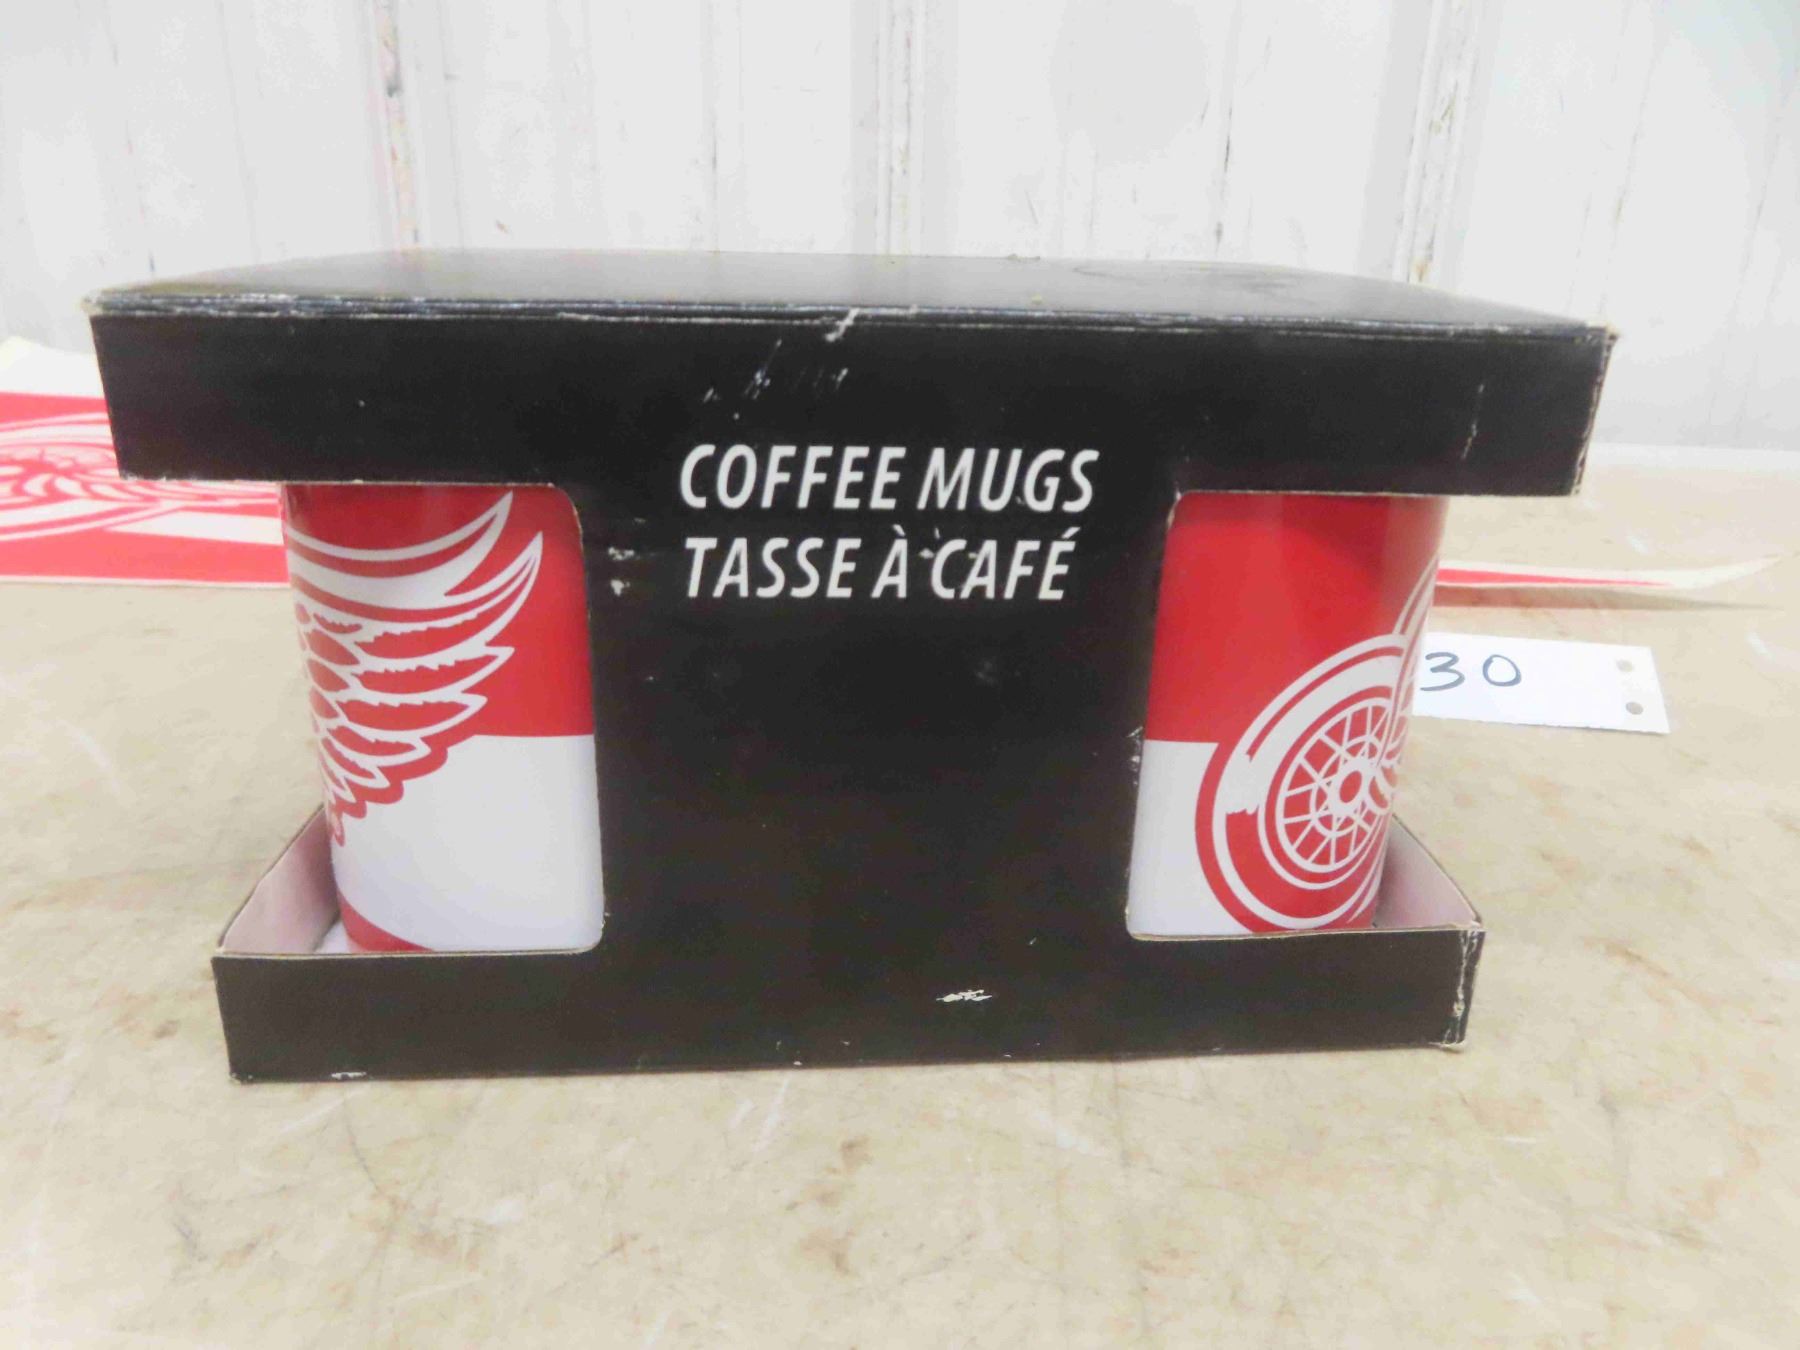 COFFEE MUGS
TASSE À CAFÉ
30